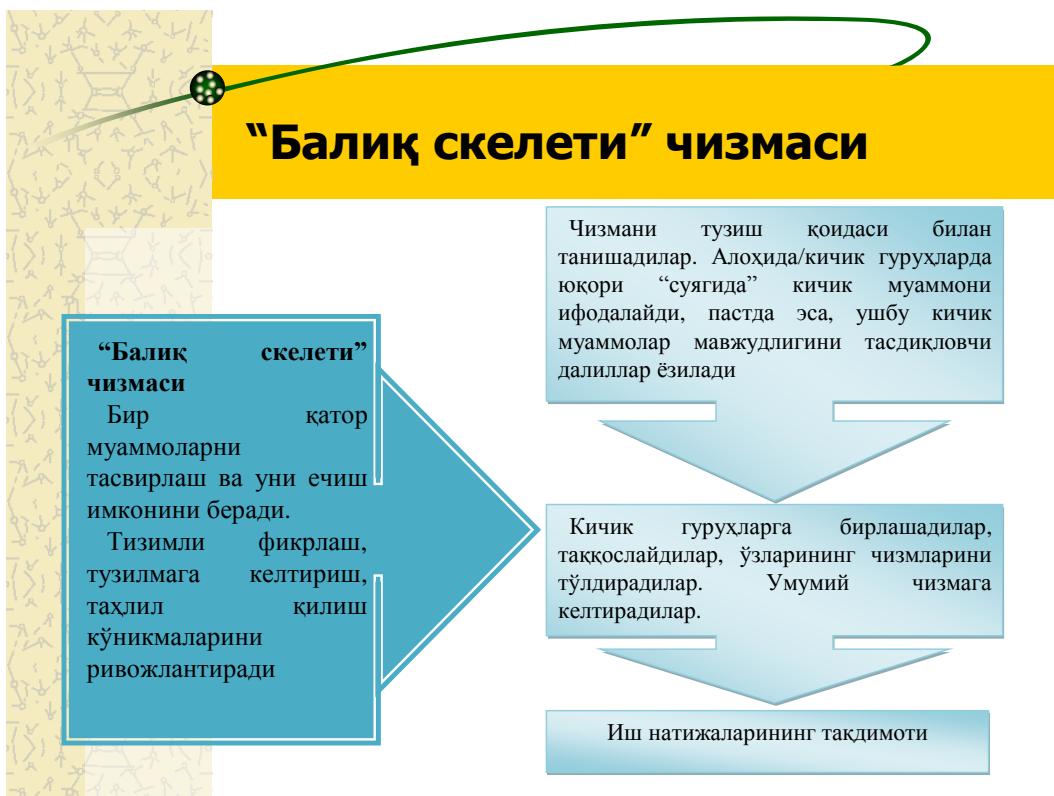 “Балиқ скелети” чизмаси
“Балиқ скелети”
чизмаси
Бир қатор
муаммоларни
тасвирлаш ва уни ечиш
имконини беради.
Тизимли фикрлаш,
тузилмага келтириш,
таҳлил қилиш
кўникмаларини
ривожлантиради
Чизмани тузиш қоидаси билан
танишадилар. Алоҳида/кичик гуруҳларда
юқори “суягида” кичик муаммони
ифодалайди, пастда эса, ушбу кичик
муаммолар мавжудлигини тасдиқловчи
далиллар ёзилади
Кичик гуруҳларга бирлашадилар,
таққослайдилар, ўзларининг чизмларини
тўлдирадилар. Умумий чизмага
келтирадилар.
Иш натижаларининг тақдимоти